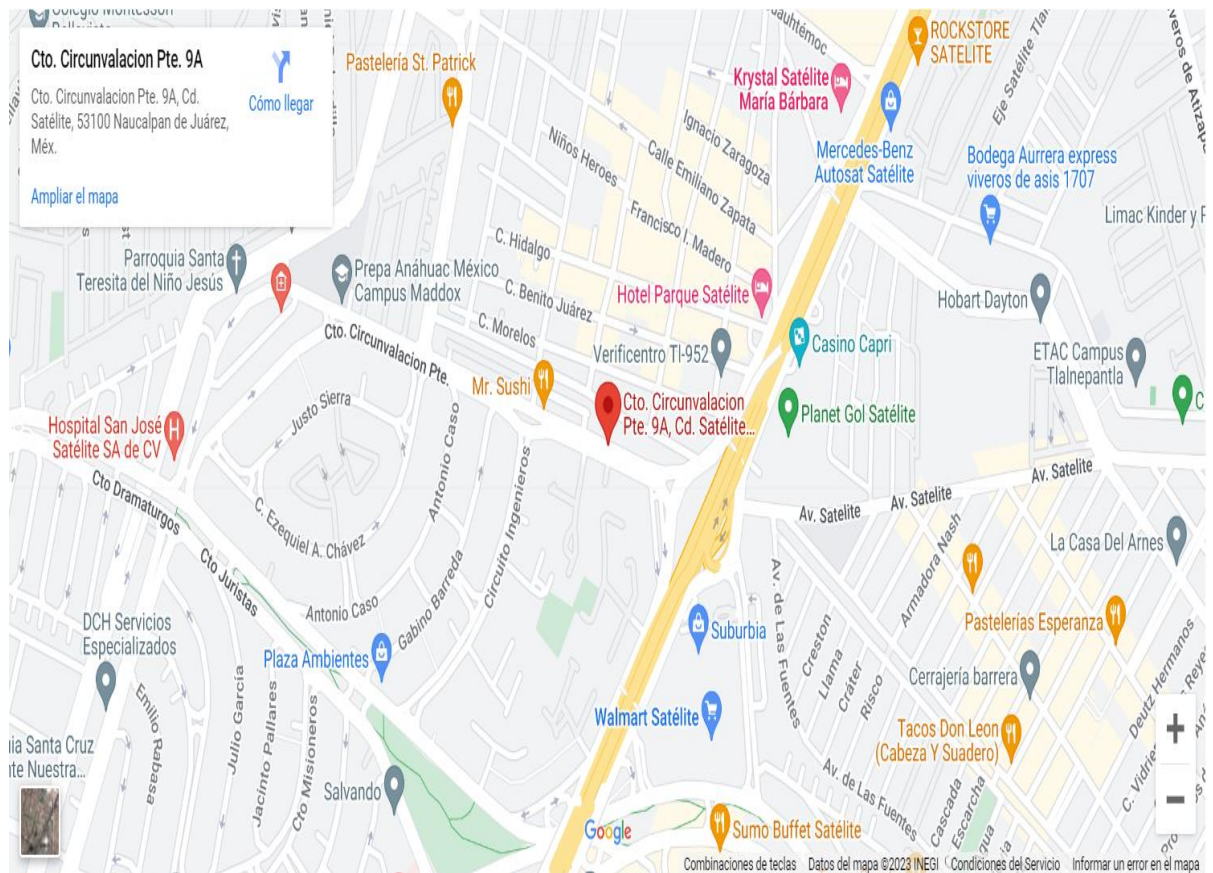 Colegio Montessori
Cto. Circunvalacion Pte. 9A
Cto. Circunvalacion Pte. 9A, Cd.
Satélite, 53100 Naucalpan de Juárez,
Méx.
Cómo llegar
Ampliar el mapa
Pastelería St. Patrick
Krystal Satélite
María Bárbara
ROCKSTORE
SATELITE
Mercedes-Benz
Autosat Satélite
Bodega Aurrera express
viveros de asis 1707
Limac Kinder y
Ignacio Zaragoza
Calle Emiliano Zapata
Niños Heroes
Francisco I. Madero
C. Hidalgo
C. Benito Juárez
C. Morelos
Parroquia Santa
Teresita del Niño Jesús
Prepa Anáhuac México
Campus Maddox
Hotel Parque Satélite
Hobart Dayton
Cto. Circunvalacion Pte.
Verificentro TI-952
Casino Capri
ETAC Campus
Tlalnepantla
Mr. Sushi
Cto. Circunvalacion
Pte. 9A, Cd. Satélite...
Planet Gol Satélite
Justo Sierra
Antonio Caso
Hospital San José
Satélite SA de CV
Cto Dramaturgos
C. Ezequiel A. Chávez
Circuito Ingenieros
Av. Satelite
Av. Satelite
Av. Satelite
Armadora Nash
La Casa Del Arnes
Cto Juristas
Antonio Caso
Gabino Barreda
Av. de Las Fuentes
Creston
Llama
Cráter
Risco
DCH Servicios
Especializados
Plaza Ambientes
Suburbia
Pastelerías Esperanza
Cerrajería barrera
Deutz Hermanos
Emilio Rabasa
Julio García
Jacinto Pallares
Cto Misioneros
Walmart Satélite
Tacos Don Leon
(Cabeza Y Suadero)
Santa Cruz
Nuestra...
Salvando
Av. de Las Fuentes
Cascada
Escarcha
Google
Sumo Buffet Satélite
Combinaciones de teclas Datos del mapa ©2023 INEGI Condiciones del Servicio Informar un error en el mapa